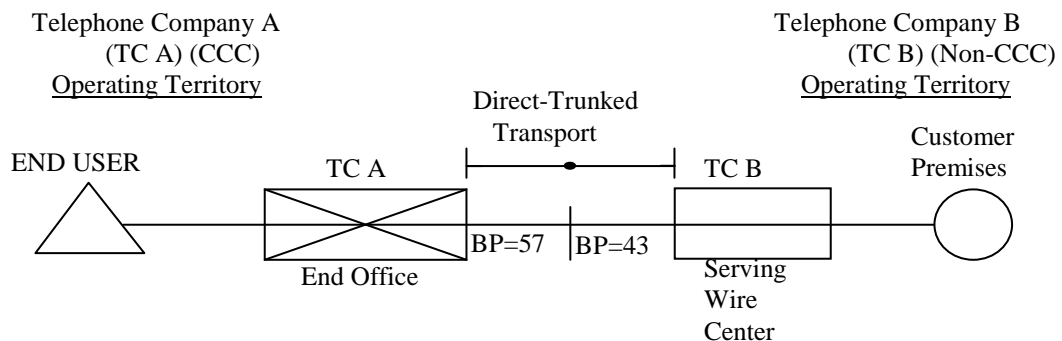 Telephone Company A
(TC A) (CCC)
Operating Territory
Telephone Company B
(TC B) (Non-CCC)
Operating Territory
Direct-Trunked
Transport
END USER
TC A
TC B
Customer
Premises
BP=57
BP=43
End Office
Serving
Wire
Center